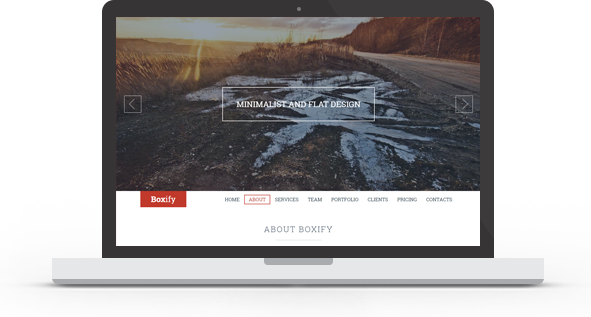 MINIMALIST AND FLAT DESIGN
Boxify HOME ABOUT SERVICES TEAM PORTFOLIO CLIENTS PRICING CONTACTS
ABOUT BOXIFY